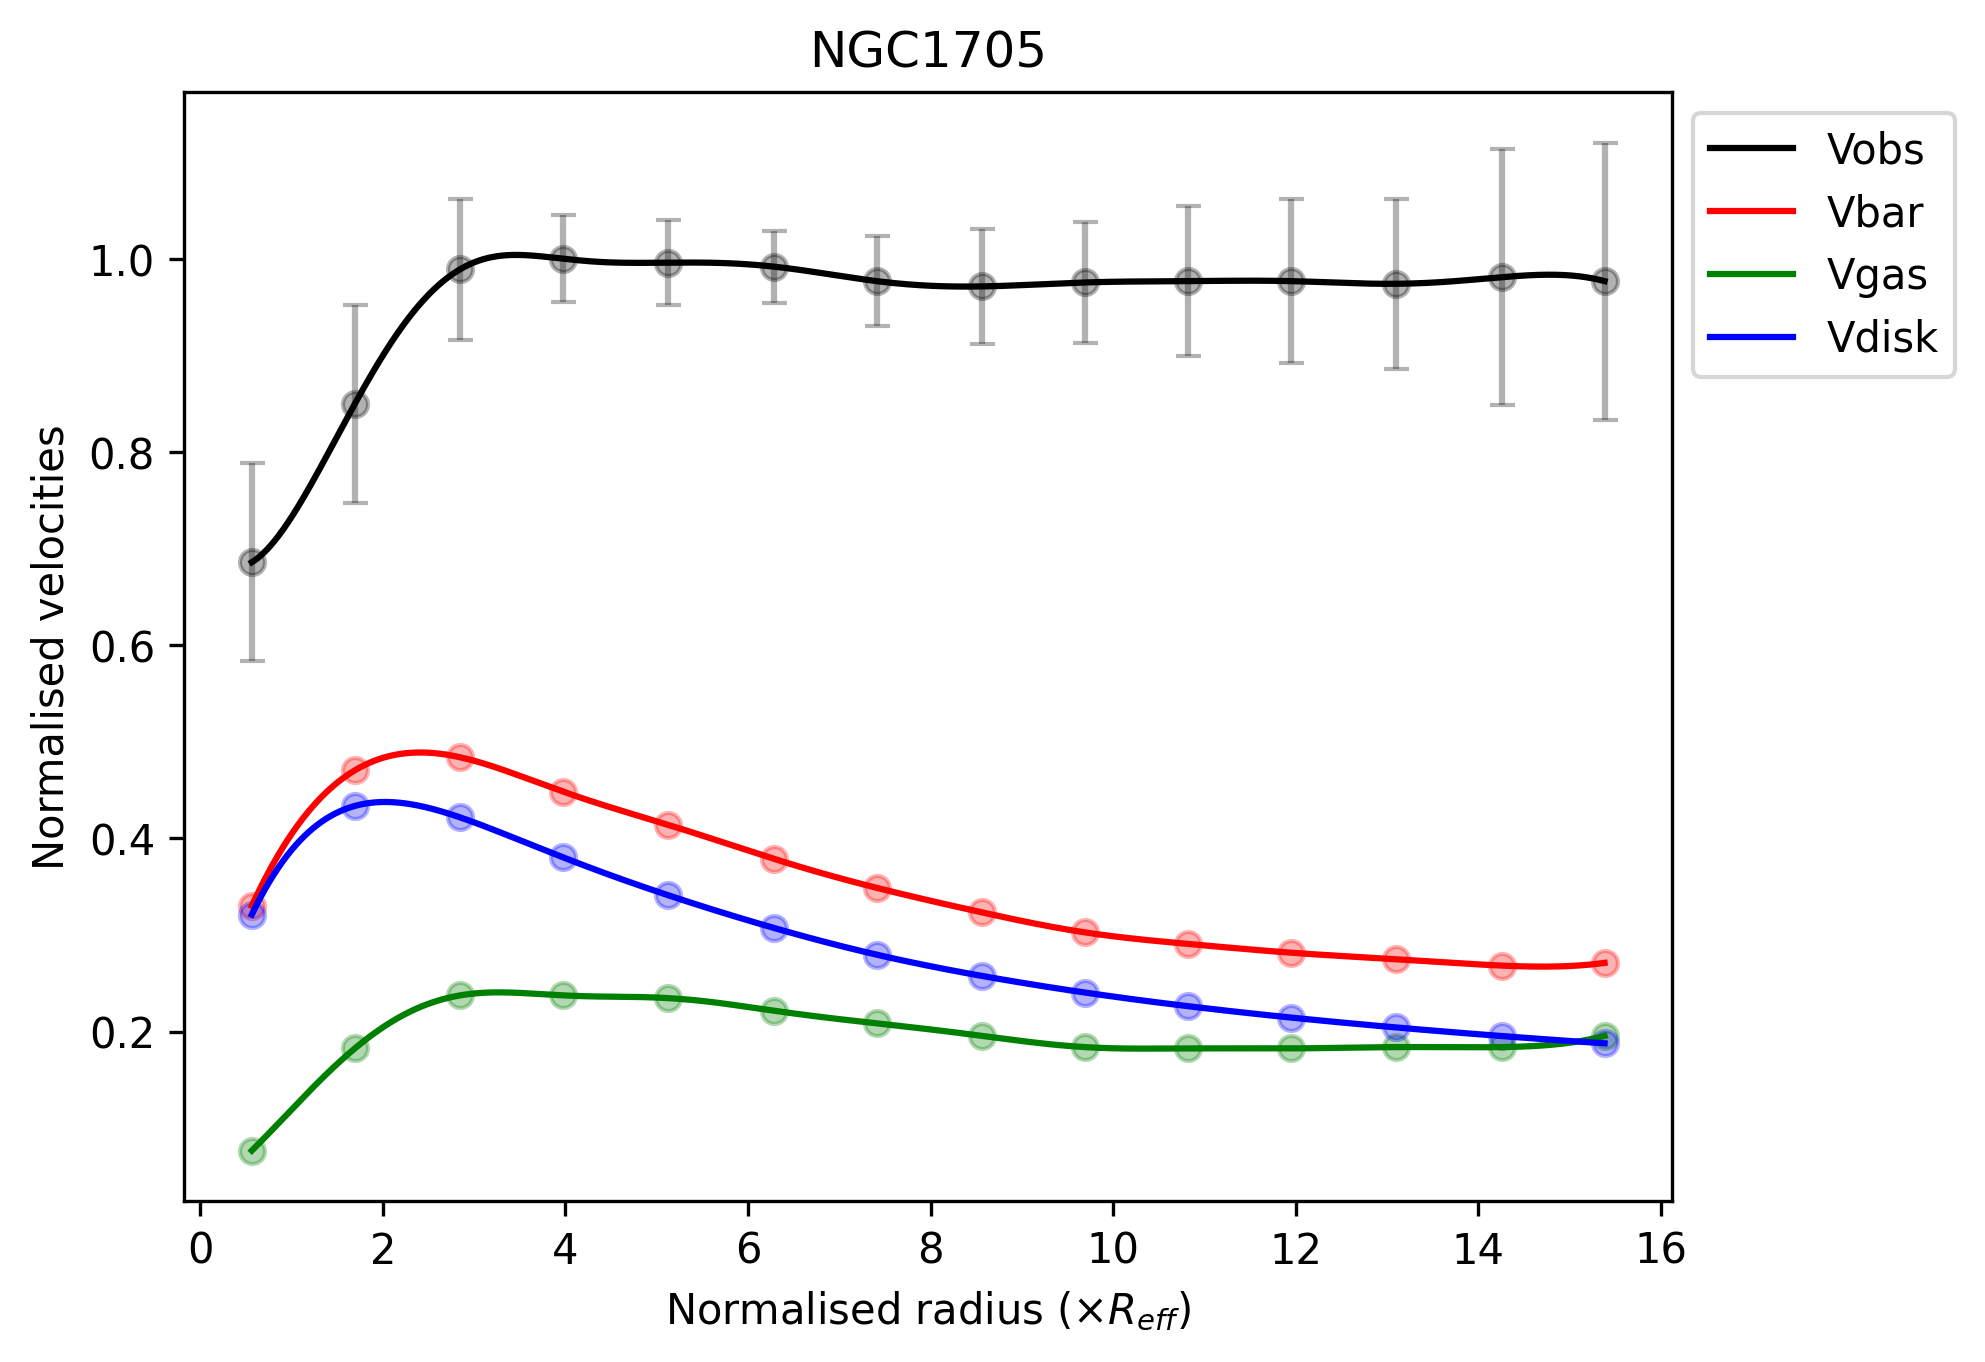 NGC1705
Vobs
Vbar
Vgas
Vdisk
Normalised velocities
1.0
0.8
0.6
0.4
0.2
0 2 4 6 8 10 12 14 16
Normalised radius (×R_eff)